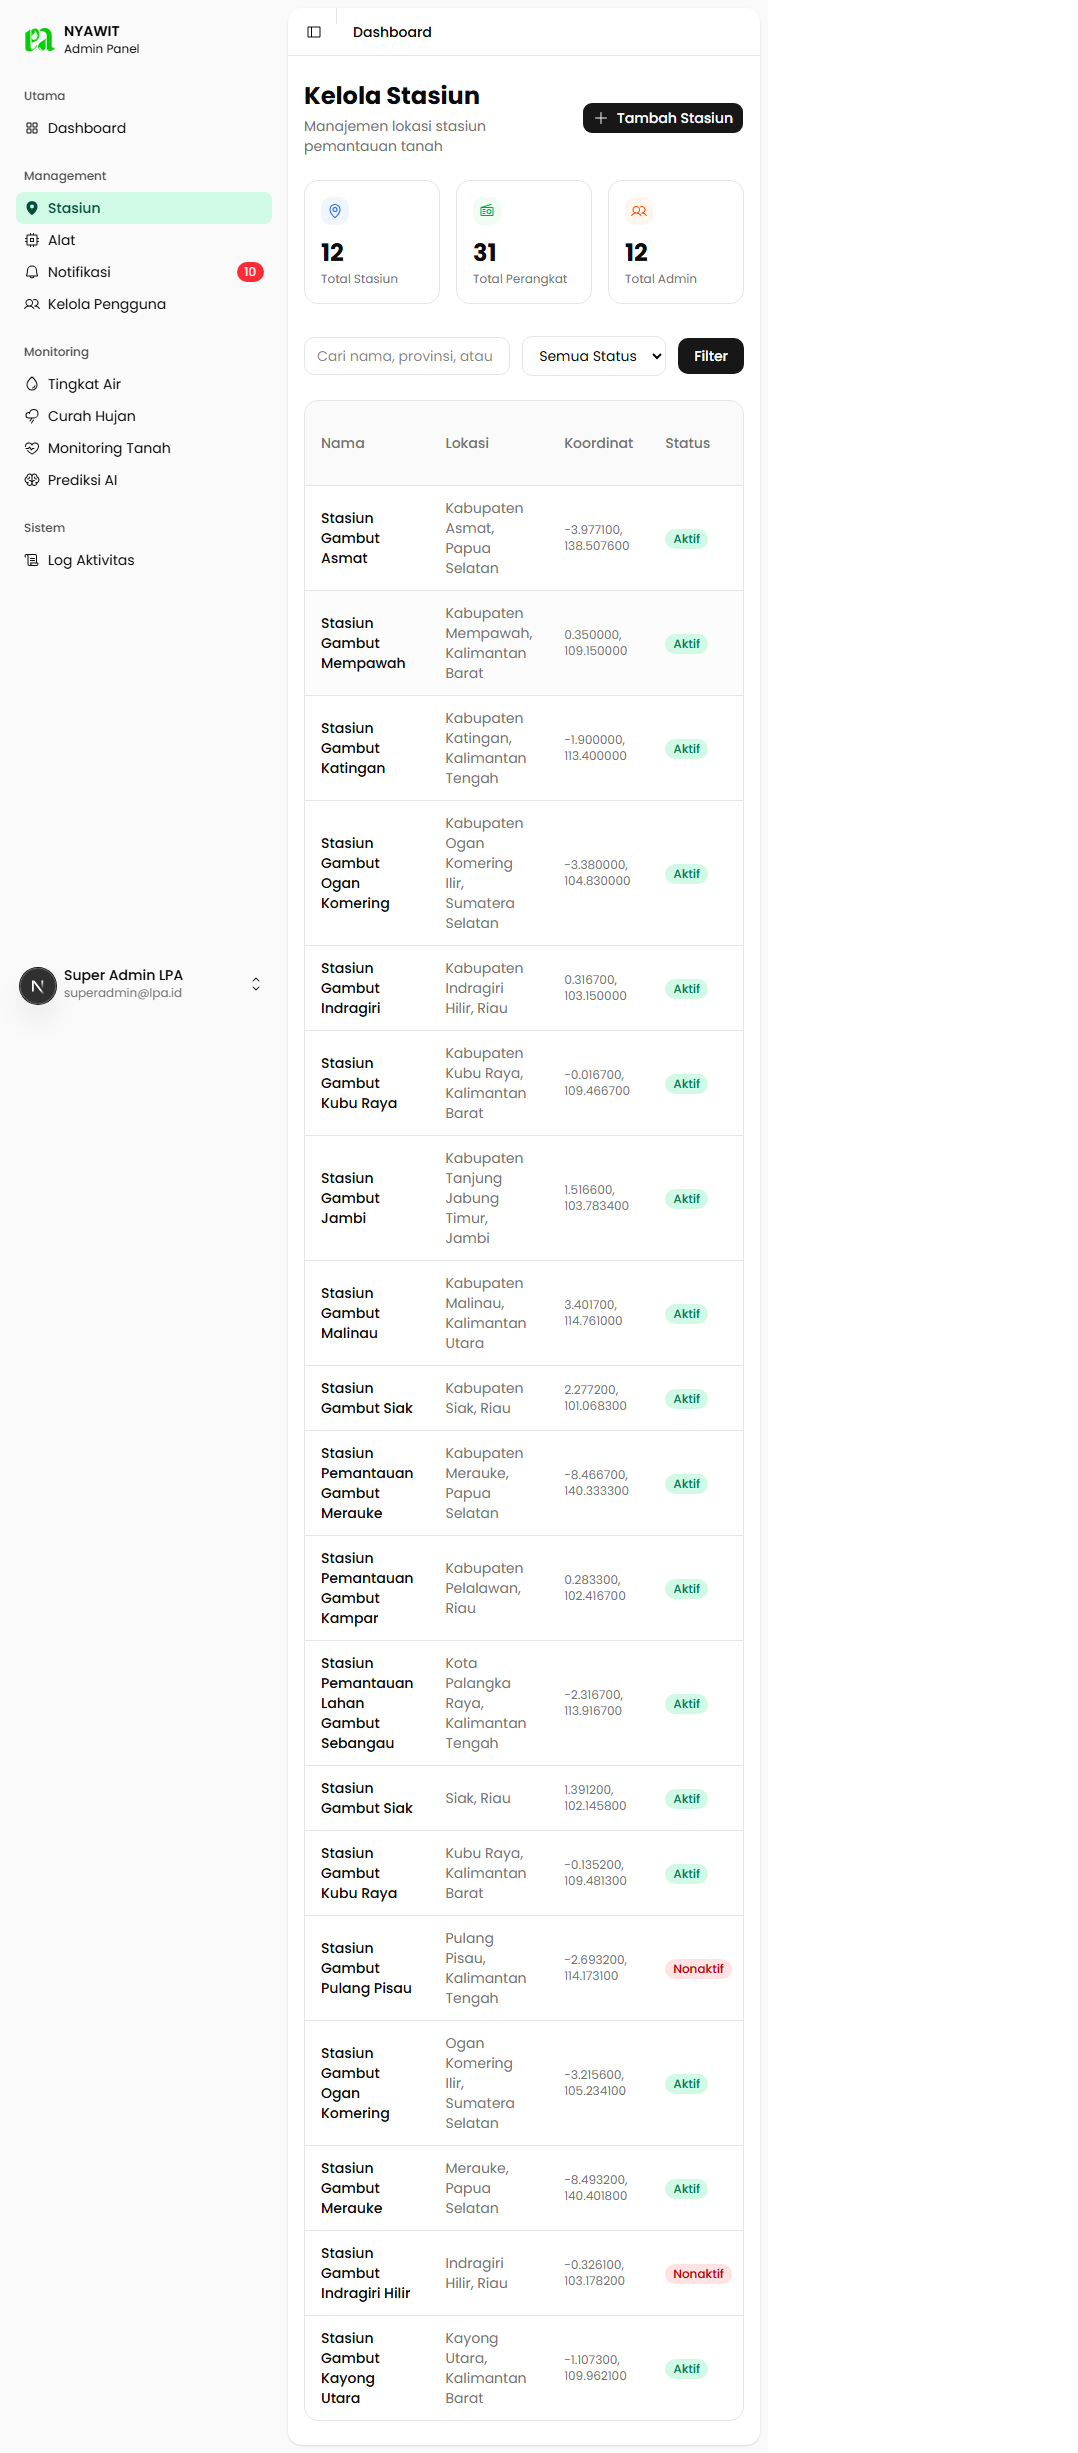 NYAWIT
Admin Panel
Utama
Dashboard
Management
Stasiun
Alat
Notifikasi 10
Kelola Pengguna
Monitoring
Tingkat Air
Curah Hujan
Monitoring Tanah
Prediksi AI
Sistem
Log Aktivitas
N
Super Admin LPA
superadmin@lpa.id
Dashboard
Kelola Stasiun
Manajemen lokasi stasiun
pemantauan tanah
Tambah Stasiun
12
Total Stasiun
31
Total Perangkat
12
Total Admin
Cari nama, provinsi, atau
Semua Status
Filter
Nama Lokasi Koordinat Status
Stasiun
Gambut
Asmat
Kabupaten
Asmat,
Papua
Selatan
-3.977100,
138.507600
Aktif
Stasiun
Gambut
Mempawah
Kabupaten
Mempawah,
Kalimantan
Barat
0.350000,
109.150000
Aktif
Stasiun
Gambut
Katingan
Kabupaten
Katingan,
Kalimantan
Tengah
-1.900000,
113.400000
Aktif
Stasiun
Gambut
Ogan
Komering
Kabupaten
Ogan
Komering
Ilir,
Sumatera
Selatan
-3.380000,
104.830000
Aktif
Stasiun
Gambut
Indragiri
Kabupaten
Indragiri
Hilir, Riau
0.316700,
103.150000
Aktif
Stasiun
Gambut
Kubu Raya
Kabupaten
Kubu Raya,
Kalimantan
Barat
-0.016700,
109.466700
Aktif
Stasiun
Gambut
Jambi
Kabupaten
Tanjung
Jabung
Timur,
Jambi
1.516600,
103.783400
Aktif
Stasiun
Gambut
Malinau
Kabupaten
Malinau,
Kalimantan
Utara
3.401700,
114.761000
Aktif
Stasiun
Gambut Siak
Kabupaten
Siak, Riau
2.277200,
101.068300
Aktif
Stasiun
Pemantauan
Gambut
Merauke
Kabupaten
Merauke,
Papua
Selatan
-8.466700,
140.333300
Aktif
Stasiun
Pemantauan
Gambut
Kampar
Kabupaten
Pelalawan,
Riau
0.283300,
102.416700
Aktif
Stasiun
Pemantauan
Lahan
Gambut
Sebangau
Kota
Palangka
Raya,
Kalimantan
Tengah
-2.316700,
113.916700
Aktif
Stasiun
Gambut Siak
Siak, Riau
1.391200,
102.145800
Aktif
Stasiun
Gambut
Kubu Raya
Kubu Raya,
Kalimantan
Barat
-0.135200,
109.481300
Aktif
Stasiun
Gambut
Pulang Pisau
Pulang
Pisau,
Kalimantan
Tengah
-2.693200,
114.173100
Nonaktif
Stasiun
Gambut
Ogan
Komering
Ogan
Komering
Ilir,
Sumatera
Selatan
-3.215600,
105.234100
Aktif
Stasiun
Gambut
Merauke
Merauke,
Papua
Selatan
-8.493200,
140.401800
Aktif
Stasiun
Gambut
Indragiri Hilir
Indragiri
Hilir, Riau
-0.326100,
103.178200
Nonaktif
Stasiun
Gambut
Kayong
Utara
Kayong
Utara,
Kalimantan
Barat
-1.107300,
109.962100
Aktif